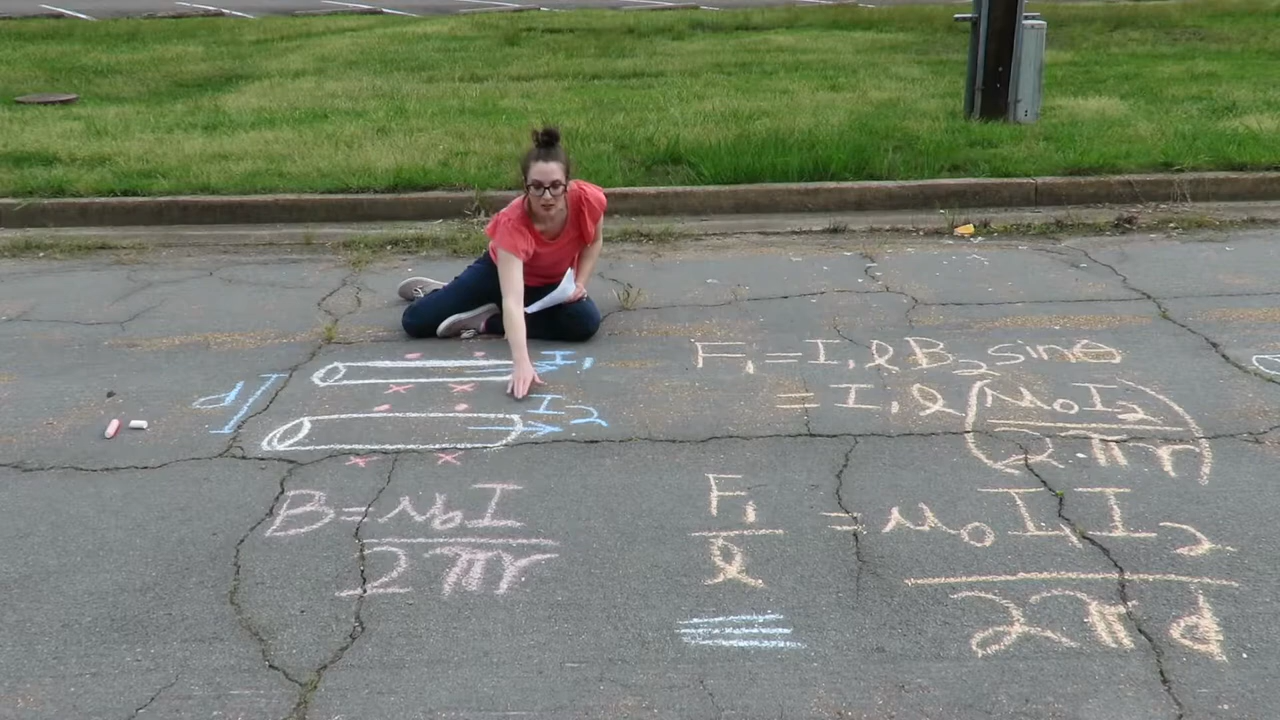 I₁
d
I₂
B = μ₀I / 2πr
F₁ = I₁ℓB₂ sinθ
= I₁ℓ(μ₀I₂ / 2πr)
F₁ / ℓ = μ₀I₁I₂ / 2πd